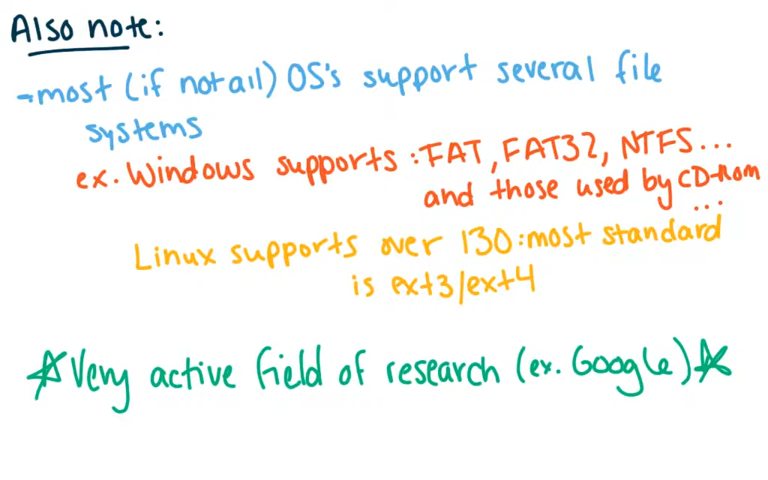 Also note:
→most (if not all) OS's support several file
systems
ex. Windows supports: FAT, FAT32, NTFS...
and those used by CD-ROM
...
Linux supports over 130: most standard
is ext3/ext4
☆Very active field of research (ex. Google)☆